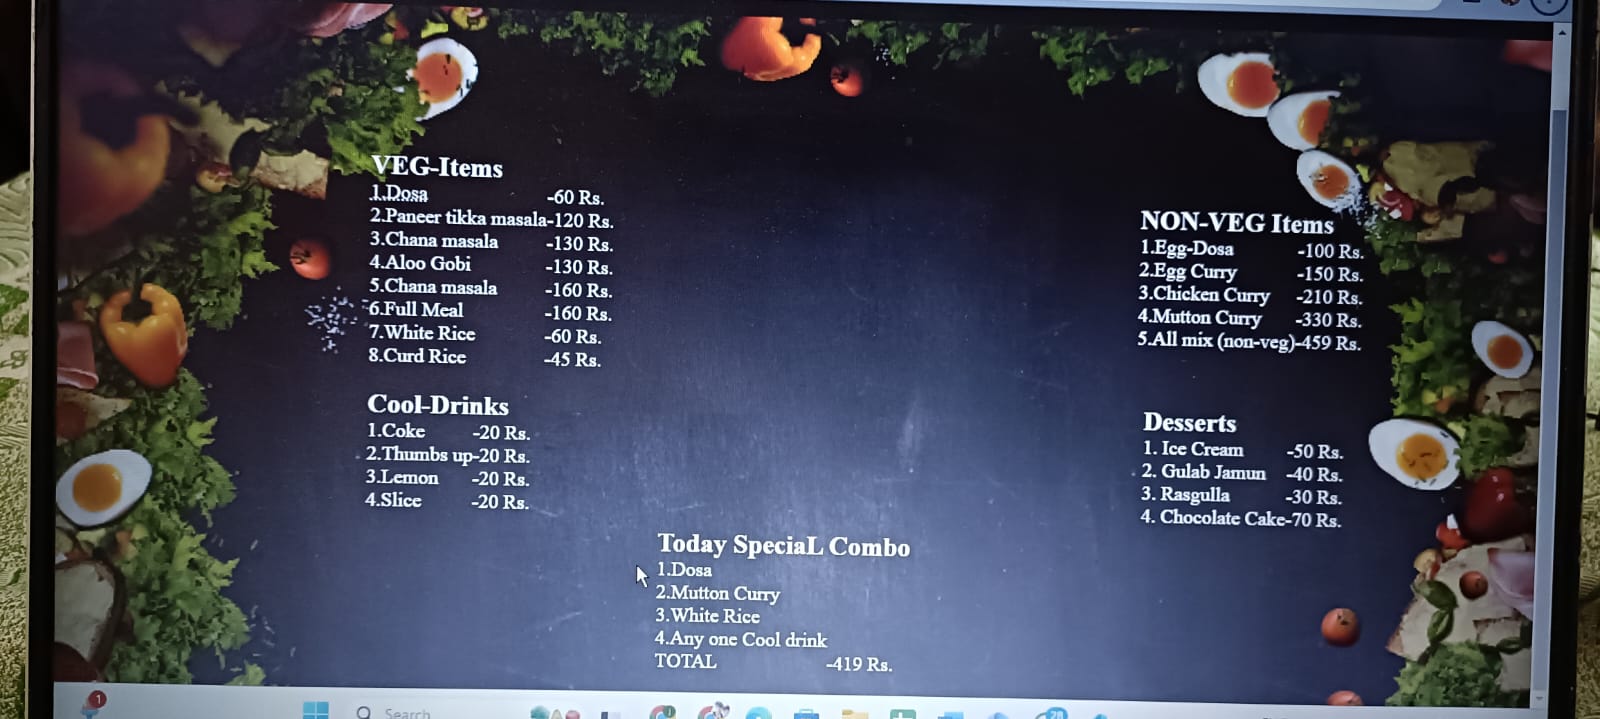 VEG-Items
1.Dosa -60 Rs.
2.Paneer tikka masala-120 Rs.
3.Chana masala -130 Rs.
4.Aloo Gobi -130 Rs.
5.Chana masala -160 Rs.
6.Full Meal -160 Rs.
7.White Rice -60 Rs.
8.Curd Rice -45 Rs.
Cool-Drinks
1.Coke -20 Rs.
2.Thumbs up-20 Rs.
3.Lemon -20 Rs.
4.Slice -20 Rs.
NON-VEG Items
1.Egg-Dosa -100 Rs.
2.Egg Curry -150 Rs.
3.Chicken Curry -210 Rs.
4.Mutton Curry -330 Rs.
5.All mix (non-veg)-459 Rs.
Desserts
1. Ice Cream -50 Rs.
2. Gulab Jamun -40 Rs.
3. Rasgulla -30 Rs.
4. Chocolate Cake-70 Rs.
Today SpeciaL Combo
1.Dosa
2.Mutton Curry
3.White Rice
4.Any one Cool drink
TOTAL -419 Rs.
1
Search
28